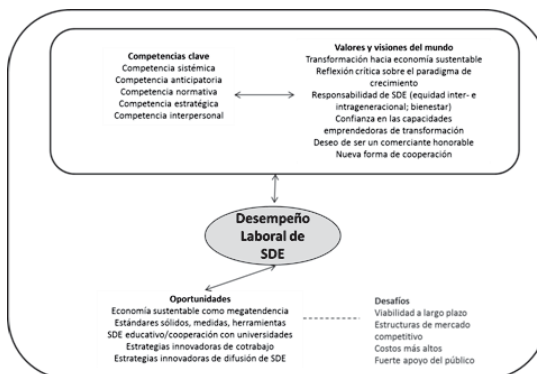 Competencias clave
Competencia sistémica
Competencia anticipatoria
Competencia normativa
Competencia estratégica
Competencia interpersonal
Valores y visiones del mundo
Transformación hacia economía sustentable
Reflexión crítica sobre el paradigma de
crecimiento
Responsabilidad de SDE (equidad inter- e
intrageneracional; bienestar)
Confianza en las capacidades
emprendedoras de transformación
Deseo de ser un comerciante honorable
Nueva forma de cooperación
Desempeño
Laboral de
SDE
Oportunidades
Economía sustentable como megatendencia
Estándares sólidos, medidas, herramientas
SDE educativo/cooperación con universidades
Estrategias innovadoras de cotrabajo
Estrategias innovadoras de difusión de SDE
Desafíos
Viabilidad a largo plazo
Estructuras de mercado
competitivo
Costos más altos
Fuerte apoyo del público